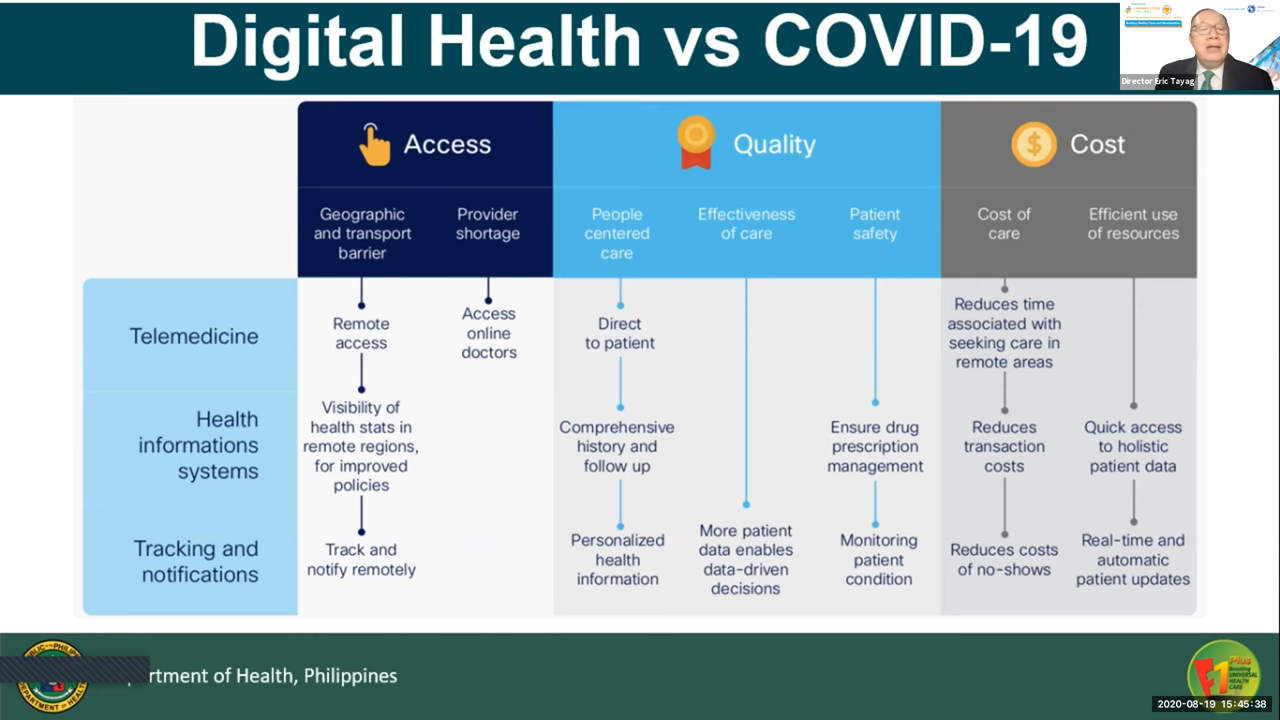 Digital Health vs COVID-19
Director Eric Tayag
Access
Quality
Cost
Geographic
and transport
barrier
Provider
shortage
People
centered
care
Effectiveness
of care
Patient
safety
Cost of
care
Efficient use
of resources
Telemedicine
Remote
access
Access
online
doctors
Direct
to patient
Reduces time
associated with
seeking care in
remote areas
Health
informations
systems
Visibility of
health stats in
remote regions,
for improved
policies
Comprehensive
history and
follow up
Ensure drug
prescription
management
Reduces
transaction
costs
Quick access
to holistic
patient data
Tracking and
notifications
Track and
notify remotely
Personalized
health
information
More patient
data enables
data-driven
decisions
Monitoring
patient
condition
Reduces costs
of no-shows
Real-time and
automatic
patient updates
rtment of Health, Philippines
F1
Plus
UNIVERSAL
HEALTH
CARE
2020-08-19 15:45:38